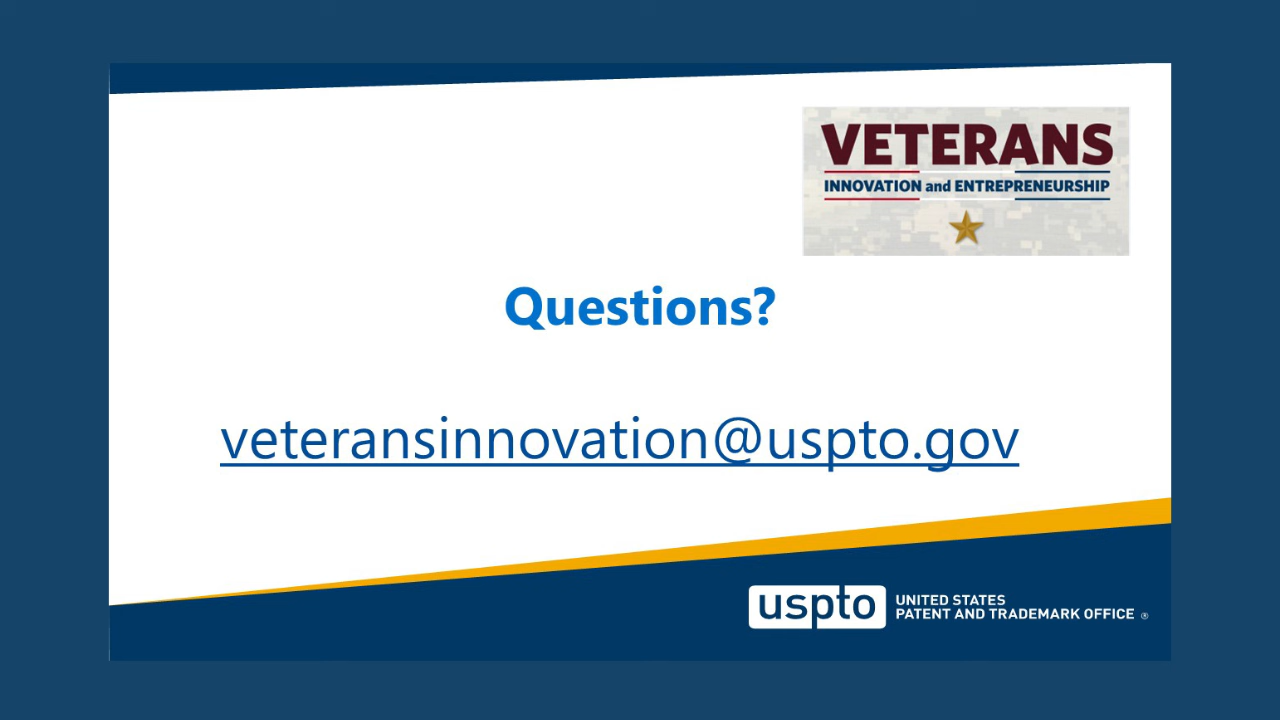 VETERANS
INNOVATION and ENTREPRENEURSHIP
Questions?
veteransinnovation@uspto.gov
uspto
UNITED STATES
PATENT AND TRADEMARK OFFICE ®